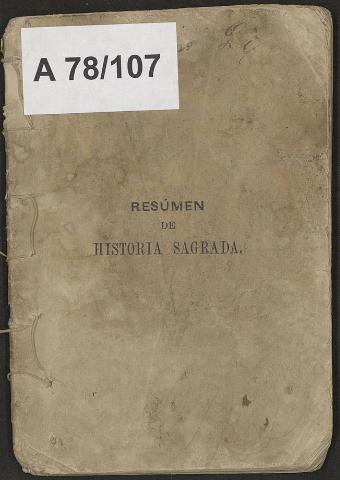 A 78/107
RESÚMEN
DE
HISTORIA SAGRADA.